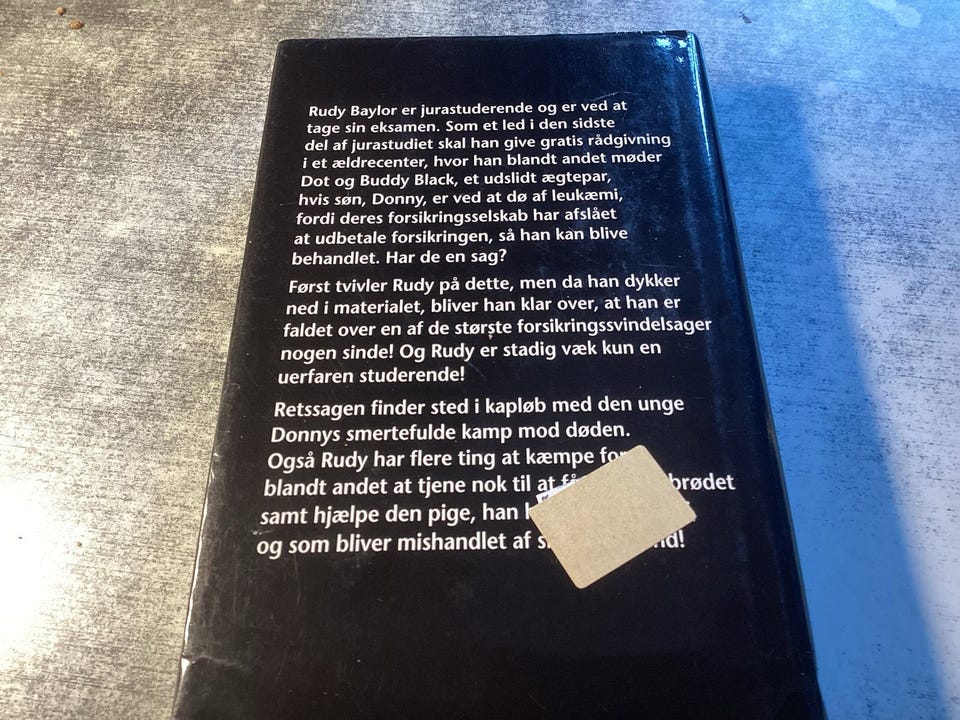 Rudy Baylor er jurastuderende og er ved at
tage sin eksamen. Som et led i den sidste
del af jurastudiet skal han give gratis rådgivning
i et ældrecenter, hvor han blandt andet møder
Dot og Buddy Black, et udslidt ægtepar,
hvis søn, Donny, er ved at dø af leukæmi,
fordi deres forsikringsselskab har afslået
at udbetale forsikringen, så han kan blive
behandlet. Har de en sag?
Først tvivler Rudy på dette, men da han dykker
ned i materialet, bliver han klar over, at han er
faldet over en af de største forsikringssvindelsager
nogen sinde! Og Rudy er stadig væk kun en
uerfaren studerende!
Retssagen finder sted i kapløb med den unge
Donnys smertefulde kamp mod døden.
Også Rudy har flere ting at kæmpe
blandt andet at tjene nok til at
samt hjælpe den pige, han
og som bliver mishandlet af